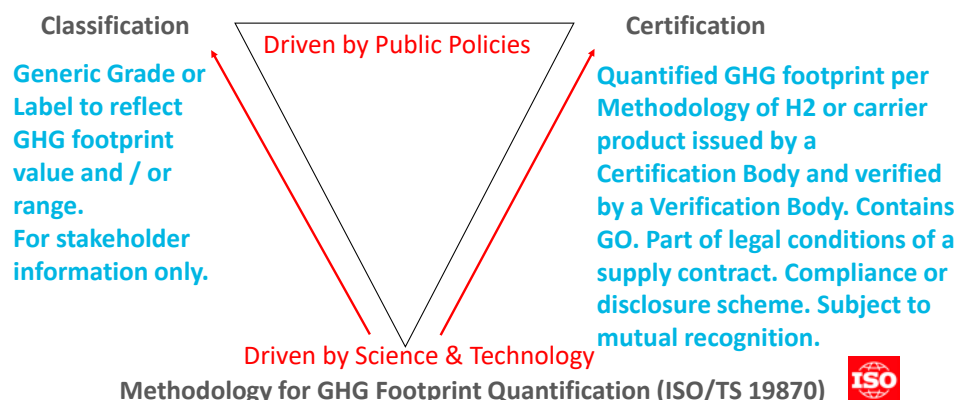 Classification
Driven by Public Policies
Certification
Generic Grade or
Label to reflect
GHG footprint
value and / or
range.
For stakeholder
information only.
Quantified GHG footprint per
Methodology of H2 or carrier
product issued by a
Certification Body and verified
by a Verification Body. Contains
GO. Part of legal conditions of a
supply contract. Compliance or
disclosure scheme. Subject to
mutual recognition.
Driven by Science & Technology
Methodology for GHG Footprint Quantification (ISO/TS 19870)
ISO